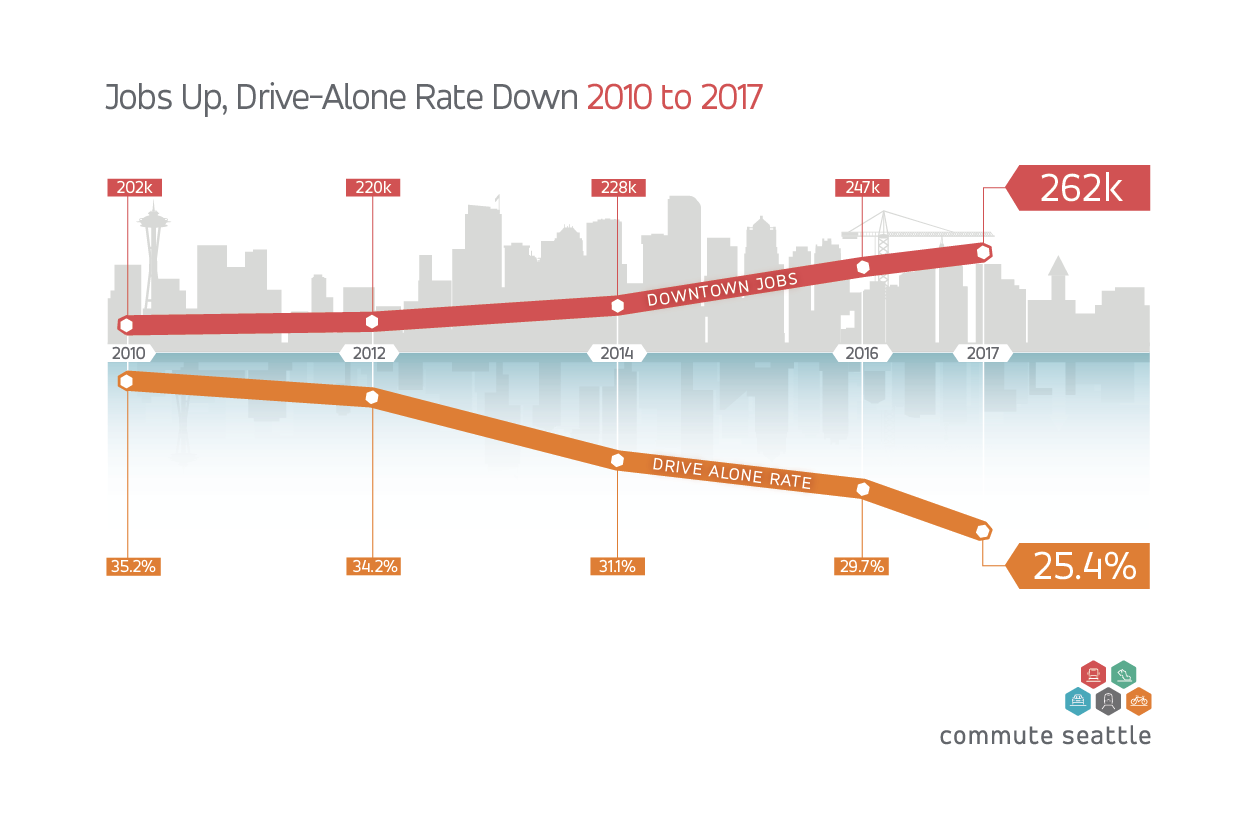 Jobs Up, Drive-Alone Rate Down 2010 to 2017
202k 220k 228k 247k 262k
DOWNTOWN JOBS
2010 2012 2014 2016 2017
DRIVE ALONE RATE
35.2% 34.2% 31.1% 29.7% 25.4%
commute seattle